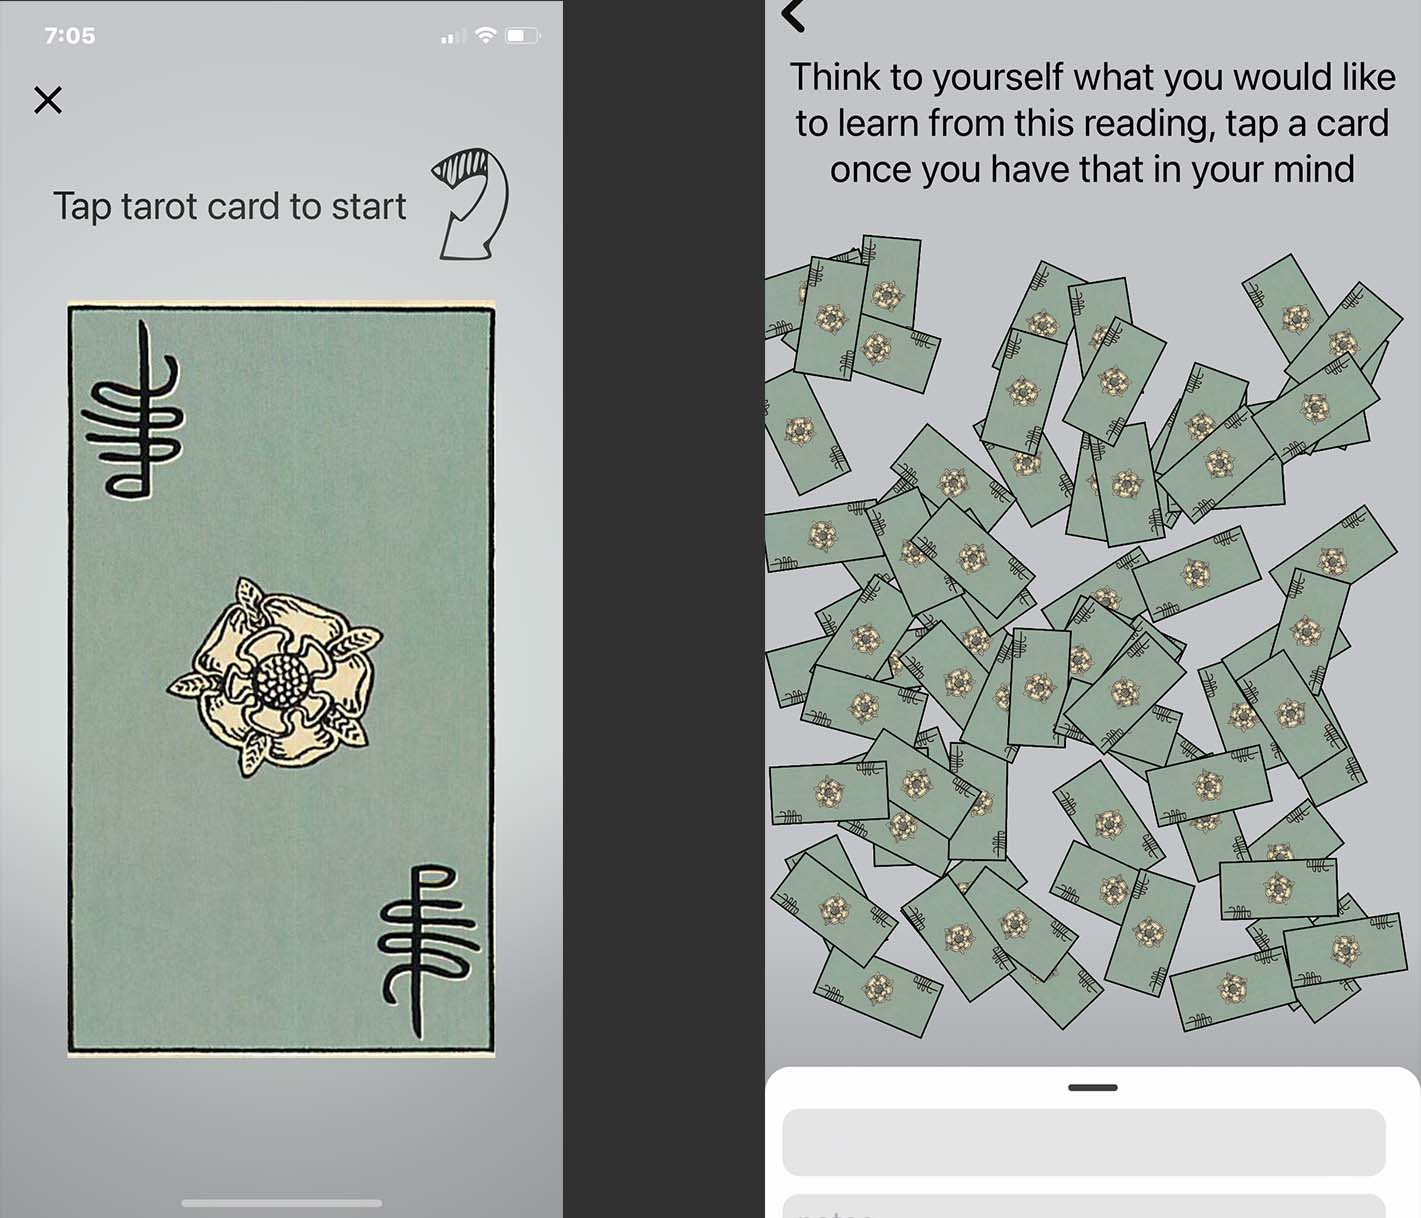 7:05
Tap tarot card to start
Think to yourself what you would like
to learn from this reading, tap a card
once you have that in your mind